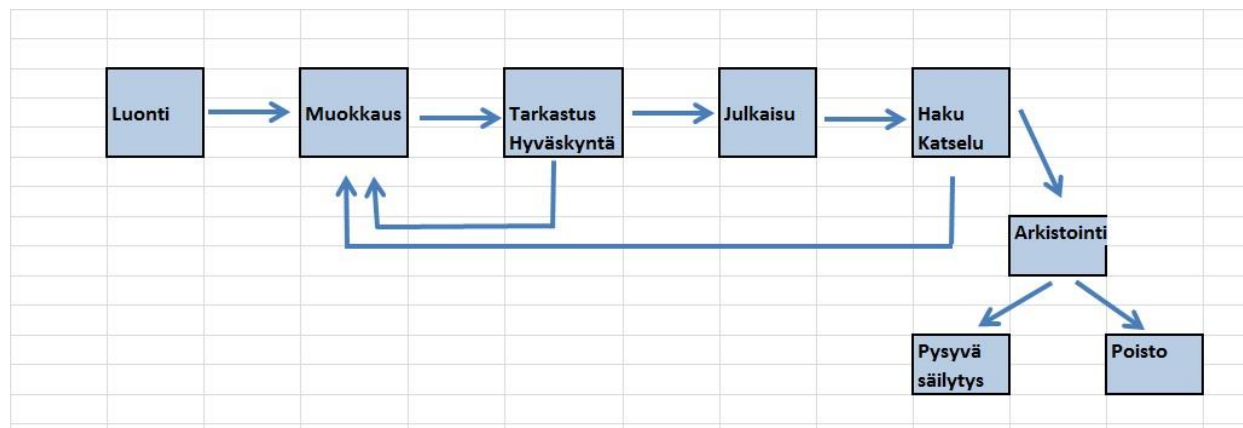 Luonti
Muokkaus
Tarkastus
Hyväskyntä
Julkaisu
Haku
Katselu
Arkistointi
Pysyvä
säilytys
Poisto